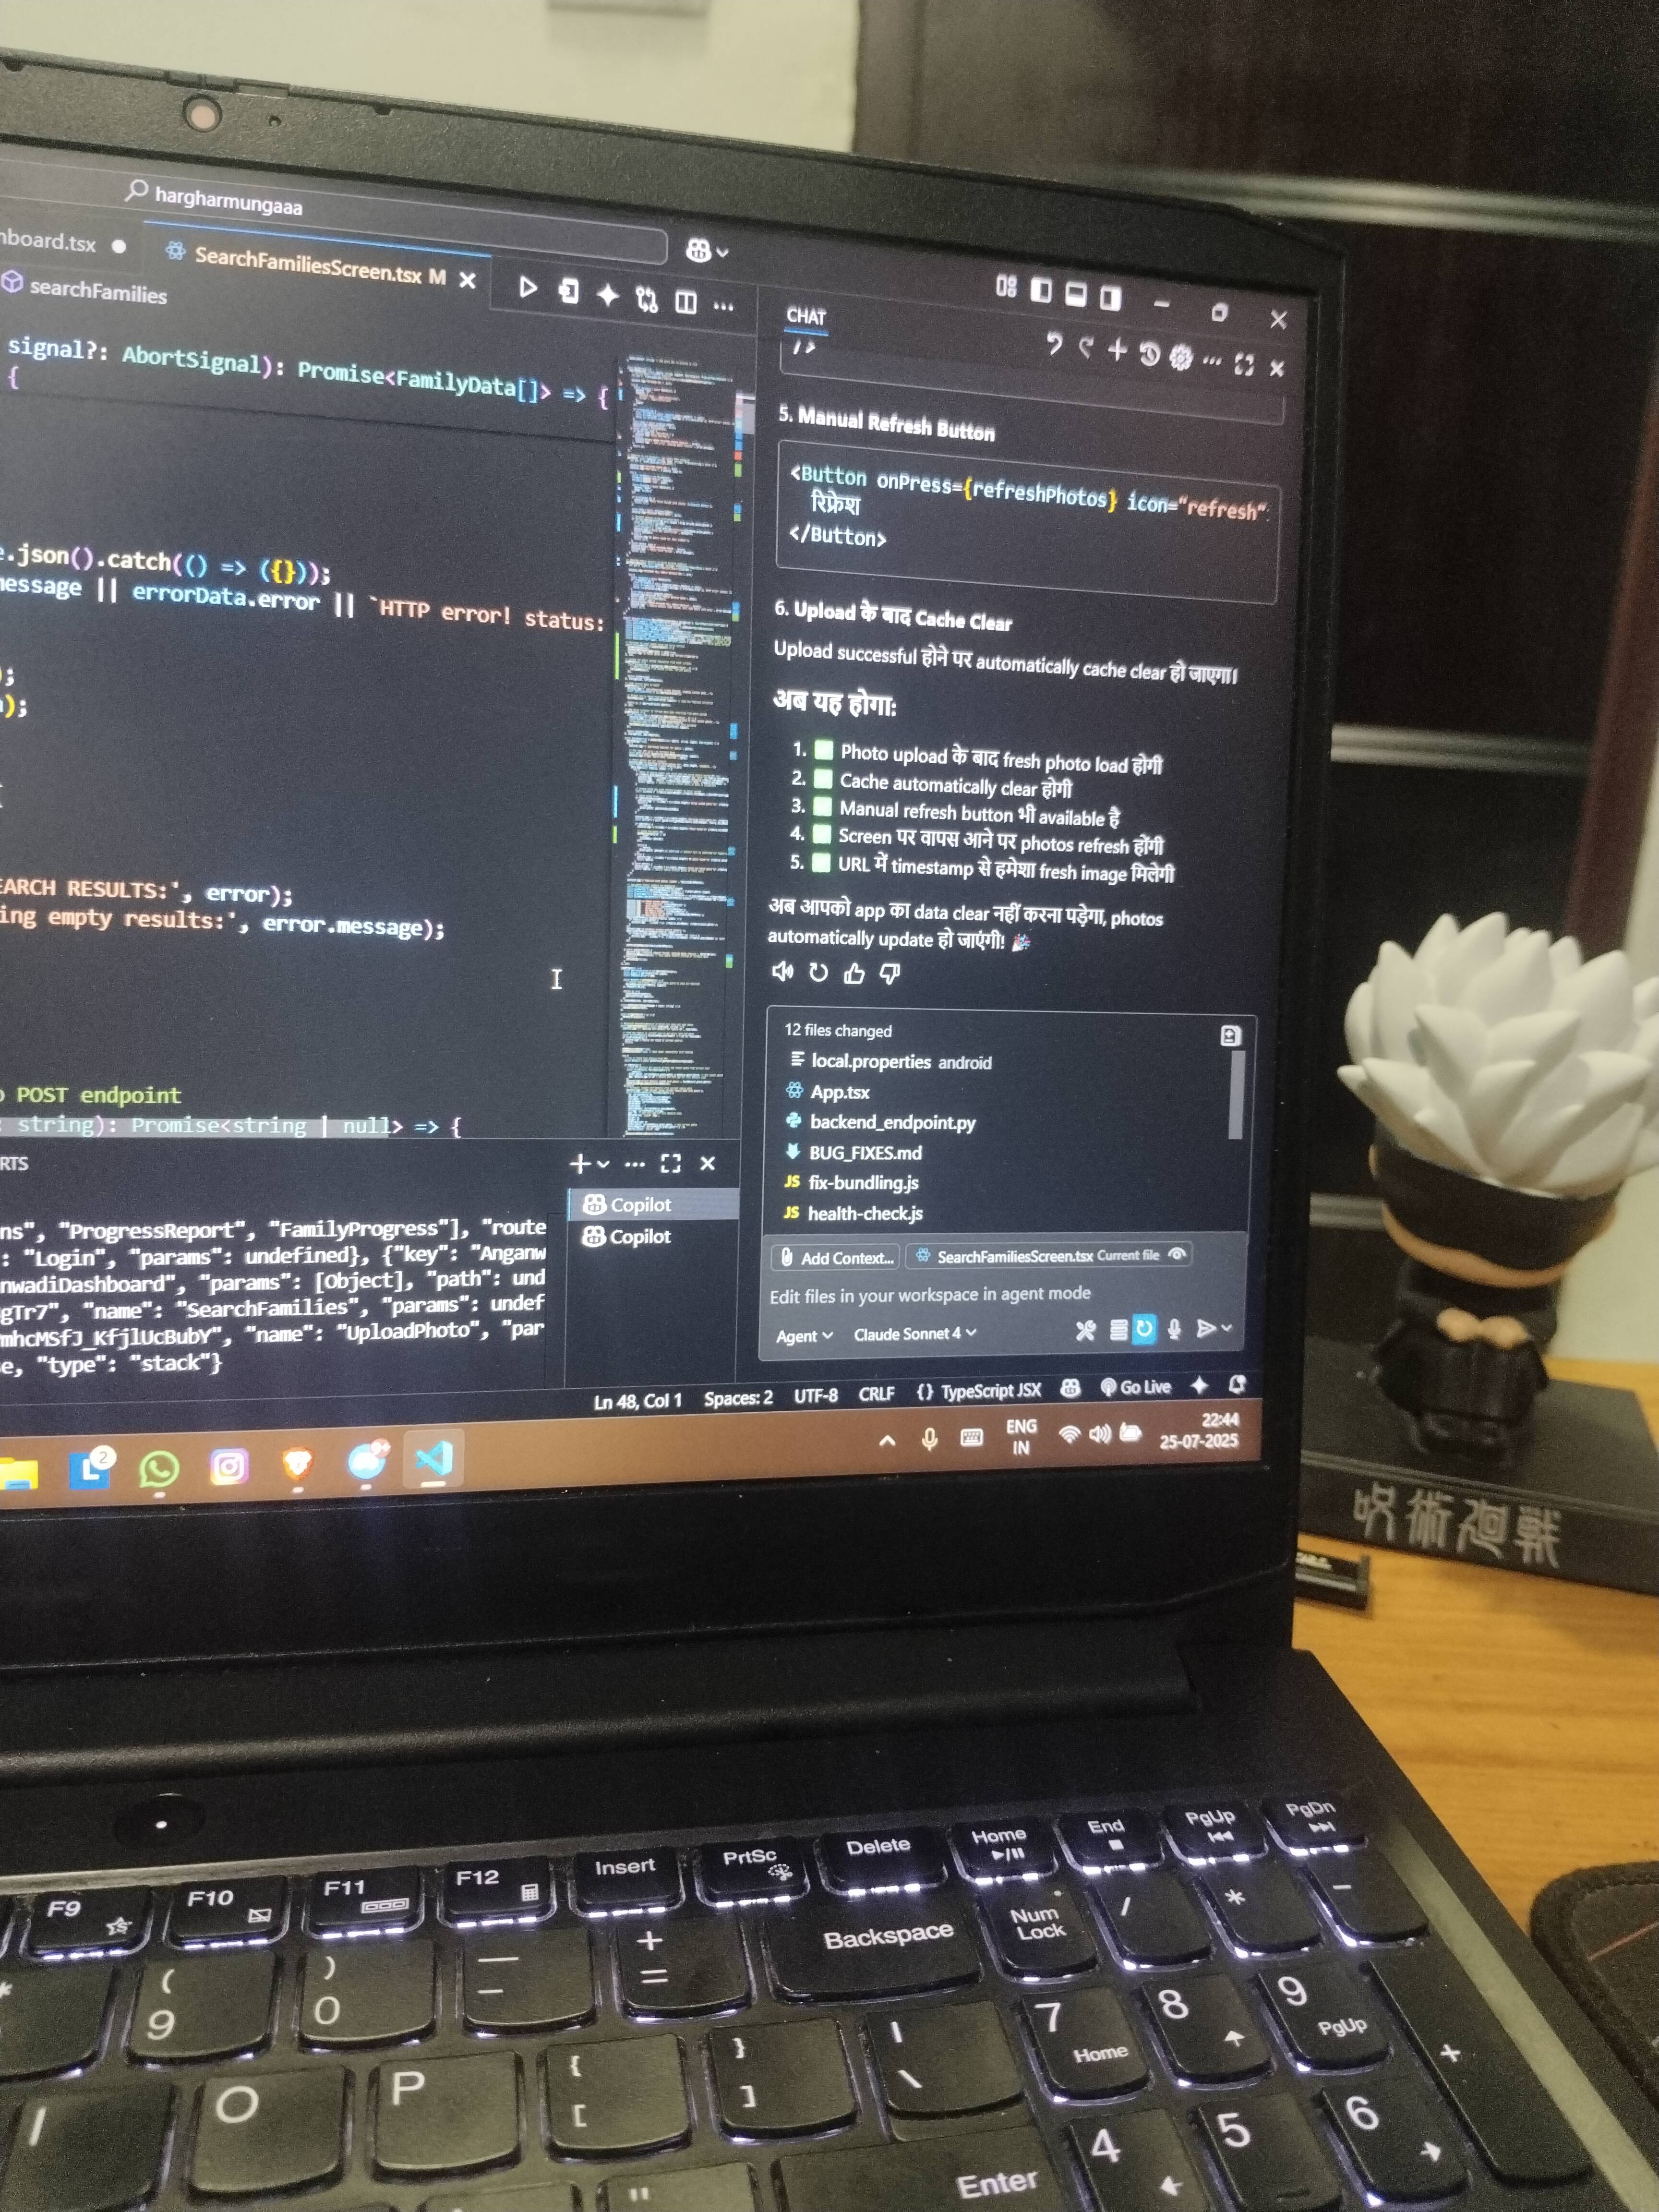 hargharmungaaa
board.tsx
SearchFamiliesScreen.tsx M
searchFamilies
signal?: AbortSignal): Promise<FamilyData[]> => {
{
.json().catch(() => ({}));
message || errorData.error || `HTTP error! status:
);
);
EARCH RESULTS:', error);
ing empty results:', error.message);
POST endpoint
: string): Promise<string | null> => {
RTS
Copilot
Copilot
ns", "ProgressReport", "FamilyProgress"], "route
: "Login", "params": undefined}, {"key": "Anganw
nwadiDashboard", "params": [Object], "path": und
gTr7", "name": "SearchFamilies", "params": undef
mhcMSfJ_KfjlUcBubY", "name": "UploadPhoto", "par
e, "type": "stack"}
CHAT
/>
5. Manual Refresh Button
<Button onPress={refreshPhotos} icon="refresh"
रिफ्रेश
</Button>
6. Upload के बाद Cache Clear
Upload successful होने पर automatically cache clear हो जाएगा।
अब यह होगा:
1. Photo upload के बाद fresh photo load होगी
2. Cache automatically clear होगी
3. Manual refresh button भी available है
4. Screen पर वापस आने पर photos refresh होंगी
5. URL में timestamp से हमेशा fresh image मिलेगी
अब आपको app का data clear नहीं करना पड़ेगा, photos
automatically update हो जाएंगी! 🎉
12 files changed
local.properties android
App.tsx
backend_endpoint.py
BUG_FIXES.md
JS fix-bundling.js
JS health-check.js
Add Context... SearchFamiliesScreen.tsx Current file
Edit files in your workspace in agent mode
Agent Claude Sonnet 4
Ln 48, Col 1 Spaces: 2 UTF-8 CRLF {} TypeScript JSX Go Live
L 2
ENG
IN
22:44
25-07-2025
呪術廻戦
F9 F10 F11 F12 Insert PrtSc Delete Home End PgUp PgDn
( 9 ) 0 — - + = Backspace Num Lock / * -
I O P { [ } ] | \ 7 Home 8 9 PgUp +
" Enter 4 5 6